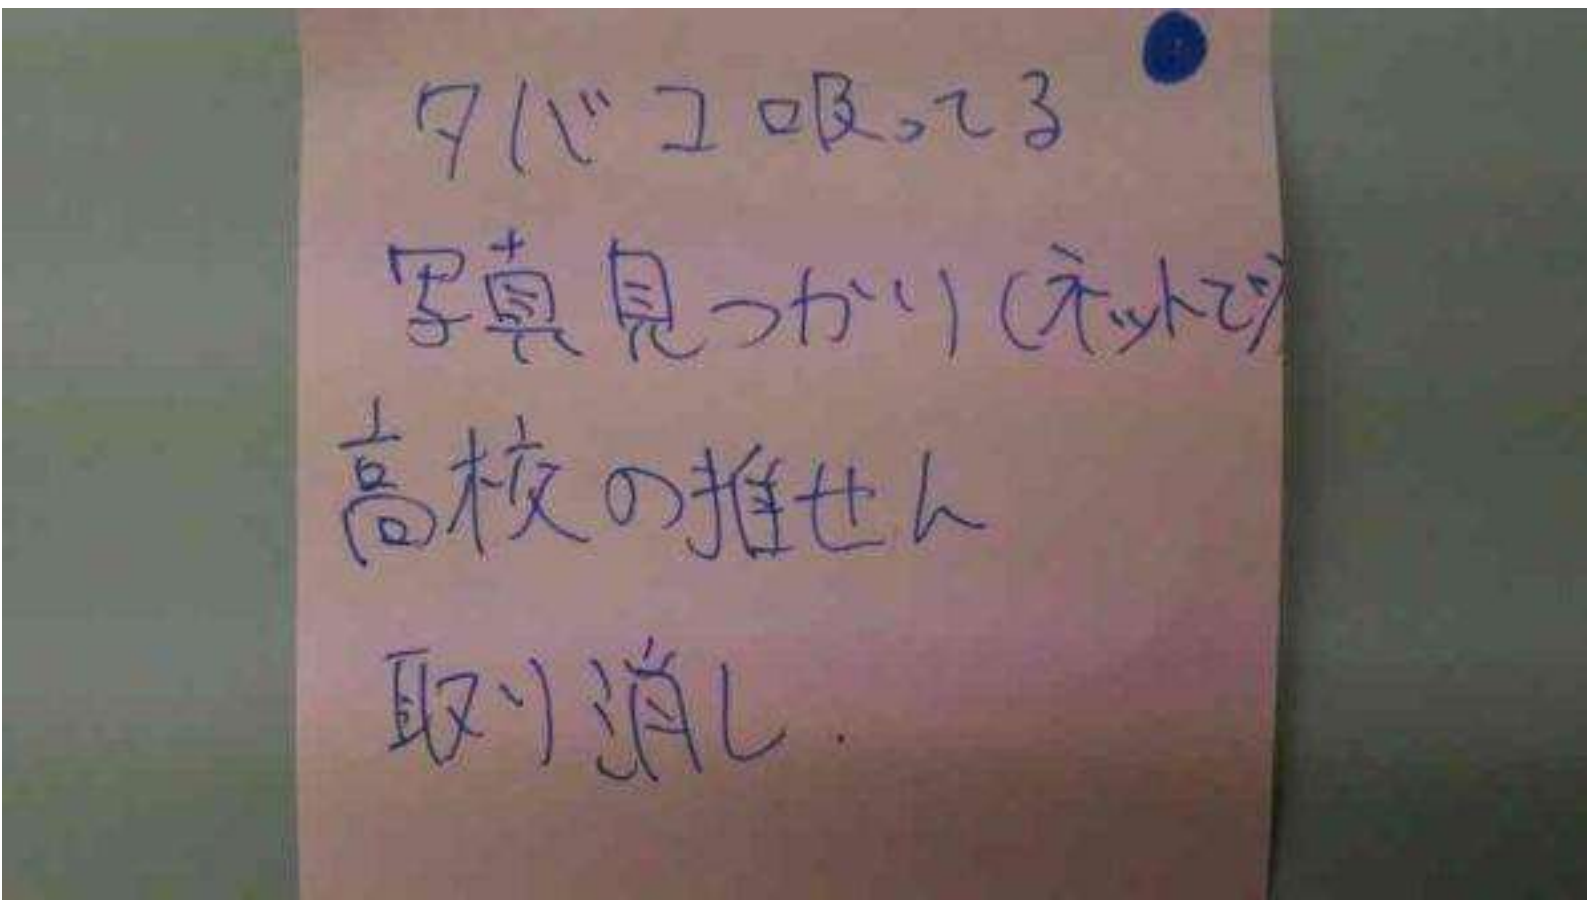 タバコ吸ってる
写真見つかり(ネットで)
高校の推せん
取り消し.